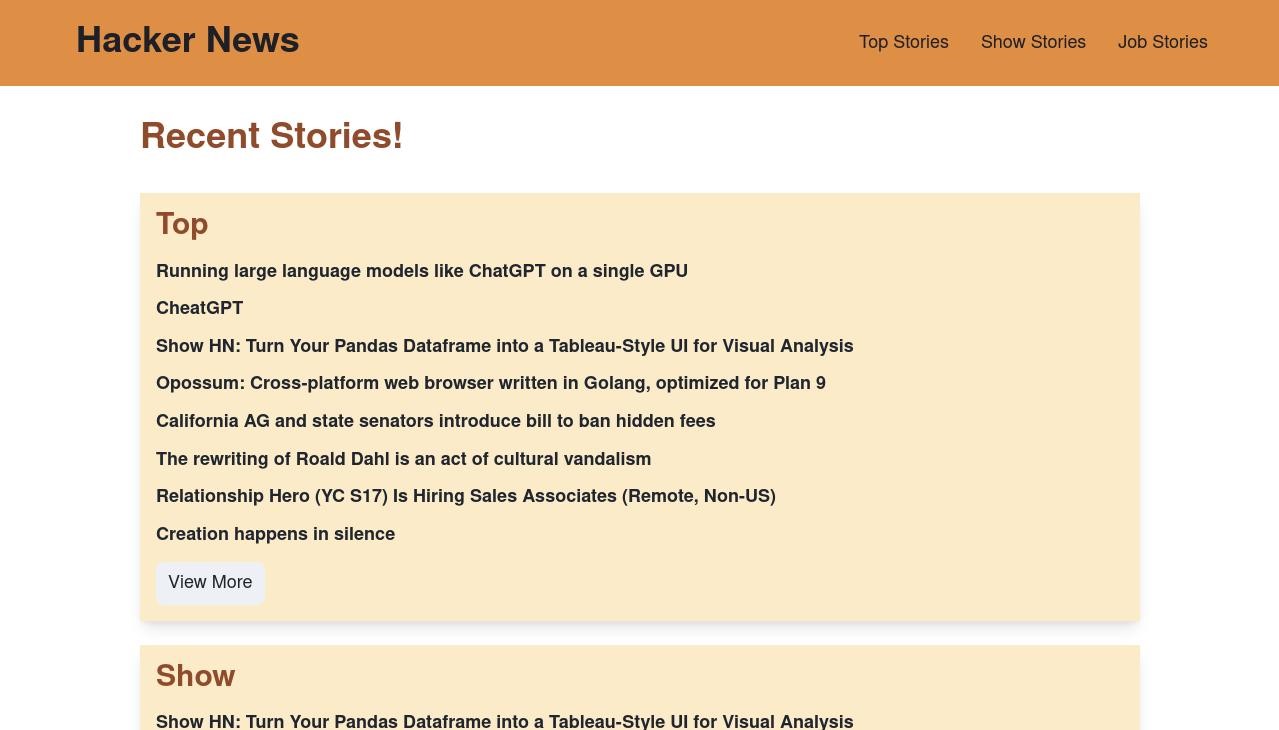 Hacker News
Top Stories
Show Stories
Job Stories
Recent Stories!
Top
Running large language models like ChatGPT on a single GPU
CheatGPT
Show HN: Turn Your Pandas Dataframe into a Tableau-Style UI for Visual Analysis
Opossum: Cross-platform web browser written in Golang, optimized for Plan 9
California AG and state senators introduce bill to ban hidden fees
The rewriting of Roald Dahl is an act of cultural vandalism
Relationship Hero (YC S17) Is Hiring Sales Associates (Remote, Non-US)
Creation happens in silence
View More
Show
Show HN: Turn Your Pandas Dataframe into a Tableau-Style UI for Visual Analysis